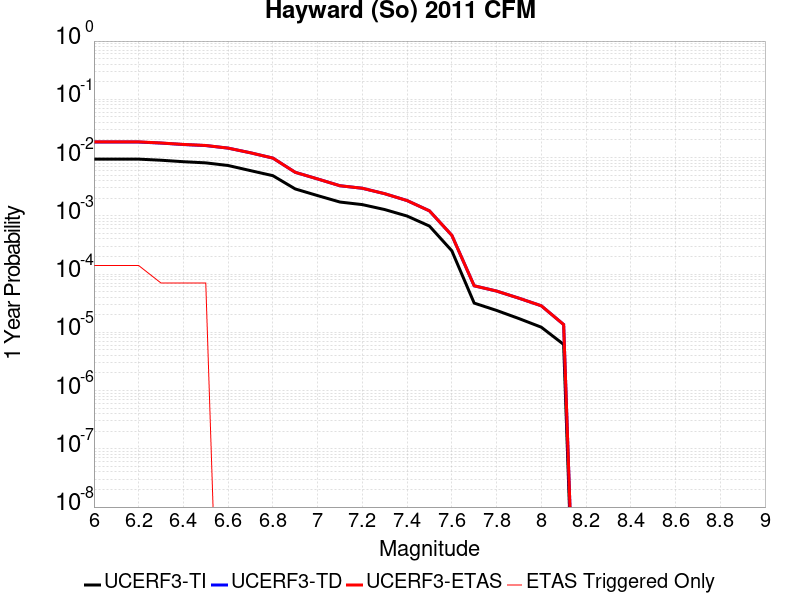 Hayward (So) 2011 CFM
10^0
10^-1
10^-2
10^-3
10^-4
10^-5
10^-6
10^-7
10^-8
1 Year Probability
6 6.2 6.4 6.6 6.8 7 7.2 7.4 7.6 7.8 8 8.2 8.4 8.6 8.8 9
Magnitude
UCERF3-TI UCERF3-TD UCERF3-ETAS ETAS Triggered Only